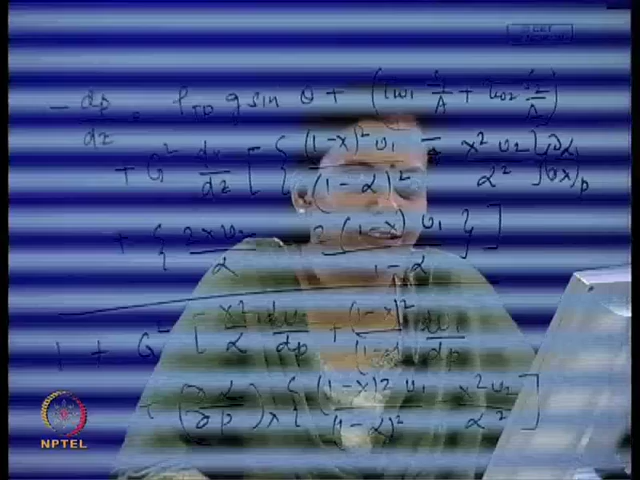 - dp/dz = ρTP g sin θ + (τw1 S1/A + τw2 S2/A)
+ G² dx/dz [ { (1-x)² v1 / (1-α)² - x² v2 / α² } (∂α/∂x)p
+ { 2x v2 / α - 2(1-x) v1 / 1-α } ]
1 + G² [ x²/α dv2/dp + (1-x)²/(1-α) dv1/dp
+ (∂α/∂p)x { (1-x)² v1 / (1-α)² - x² v2 / α² } ]
NPTEL